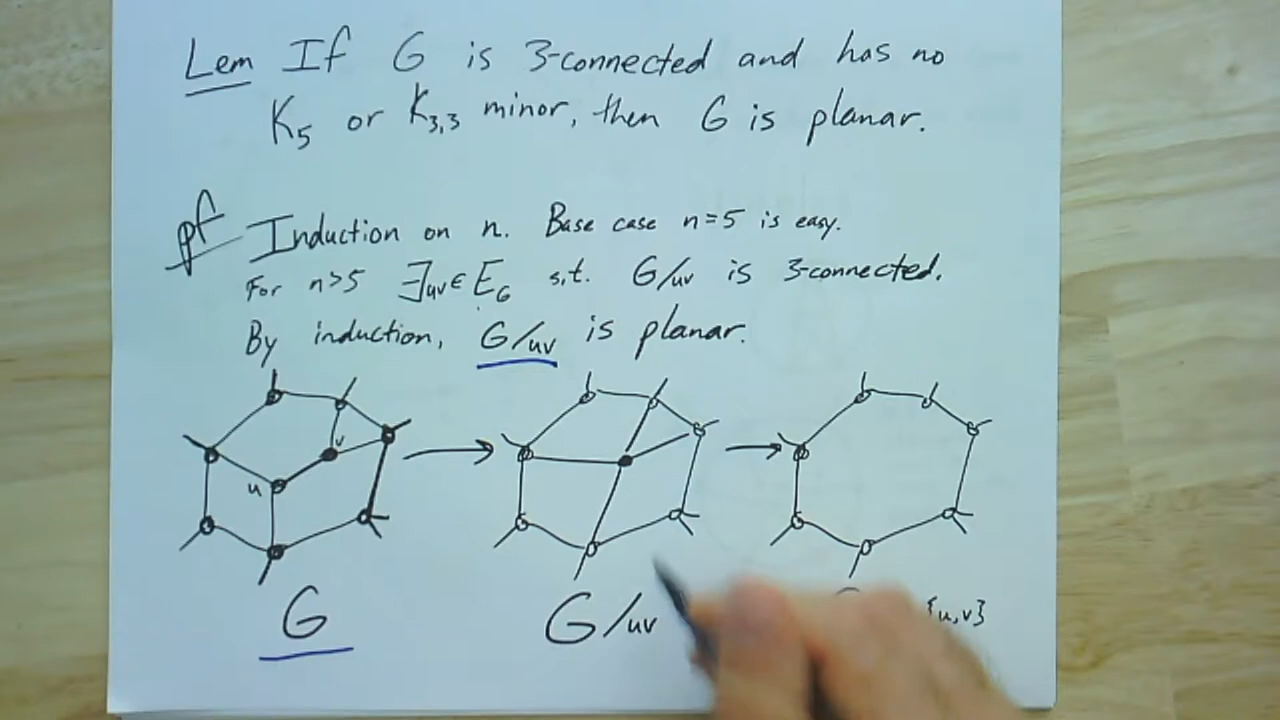 Lem If G is 3-connected and has no
K5 or K3,3 minor, then G is planar.
pf Induction on n. Base case n=5 is easy.
For n>5 ∃uv∈EG s.t. G/uv is 3-connected.
By induction, G/uv is planar.
v
u
G
G/uv
{u,v}